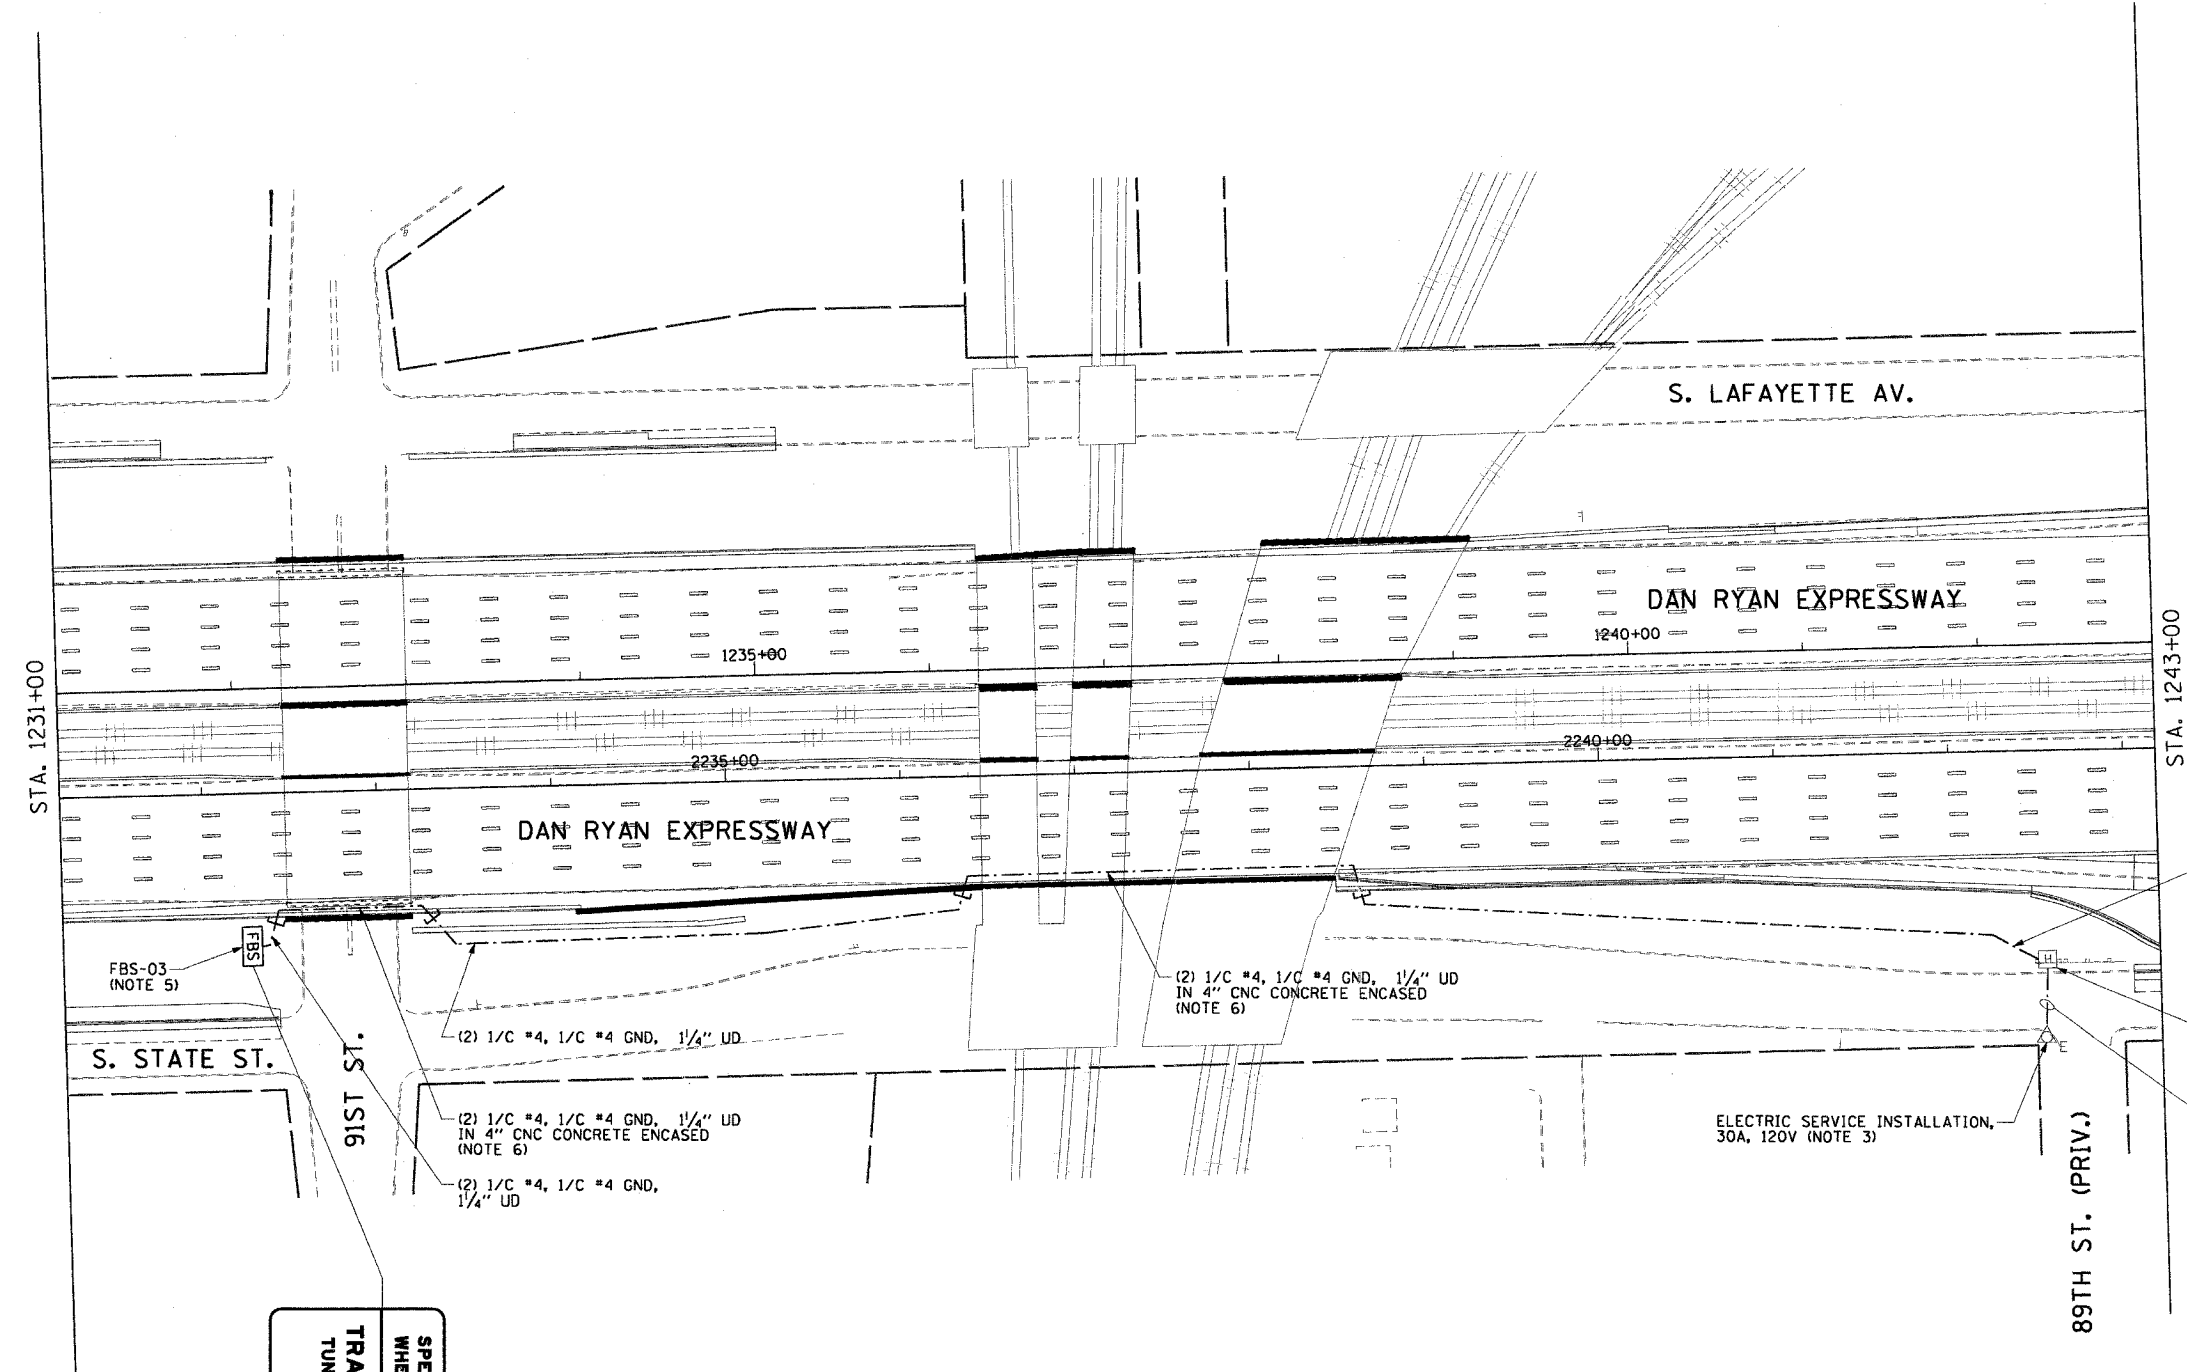 S. LAFAYETTE AV.
DAN RYAN EXPRESSWAY
1240+00
1235+00
STA. 1231+00
STA. 1243+00
2240+00
2235+00
DAN RYAN EXPRESSWAY
FBS
H
FBS-03
(NOTE 5)
(2) 1/C #4, 1/C #4 GND, 1¼" UD
IN 4" CNC CONCRETE ENCASED
(NOTE 6)
(2) 1/C #4, 1/C #4 GND, 1¼" UD
S. STATE ST.
91ST ST.
E
(2) 1/C #4, 1/C #4 GND, 1¼" UD
IN 4" CNC CONCRETE ENCASED
(NOTE 6)
ELECTRIC SERVICE INSTALLATION,
30A, 120V (NOTE 3)
(2) 1/C #4, 1/C #4 GND,
1¼" UD
89TH ST. (PRIV.)
SPE
WHE
TRA
TUN